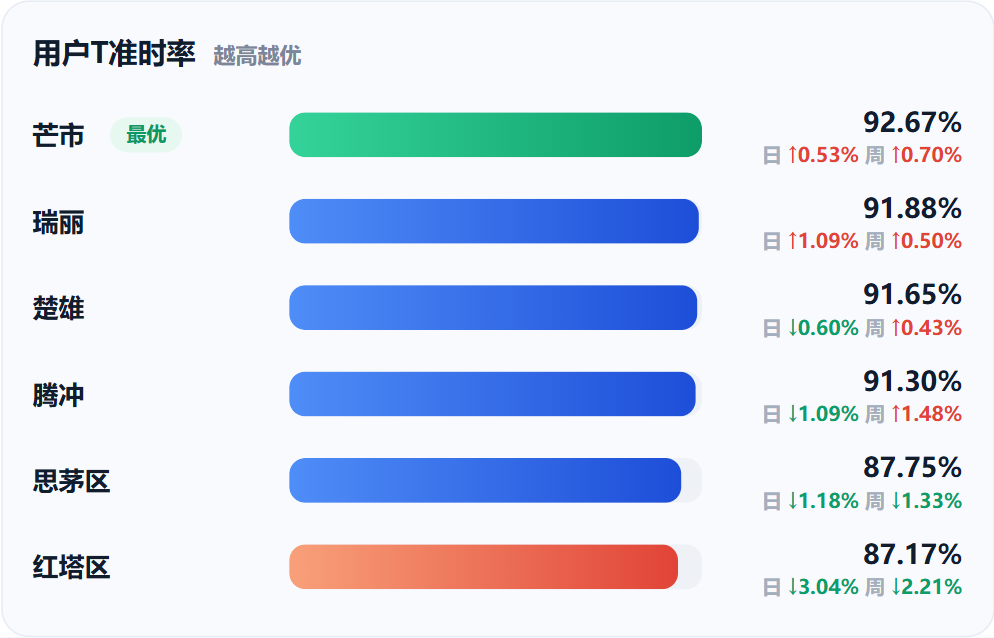 用户T准时率 越高越优
芒市 最优 92.67%
日 ↑0.53% 周 ↑0.70%
瑞丽 91.88%
日 ↑1.09% 周 ↑0.50%
楚雄 91.65%
日 ↓0.60% 周 ↑0.43%
腾冲 91.30%
日 ↓1.09% 周 ↑1.48%
思茅区 87.75%
日 ↓1.18% 周 ↓1.33%
红塔区 87.17%
日 ↓3.04% 周 ↓2.21%